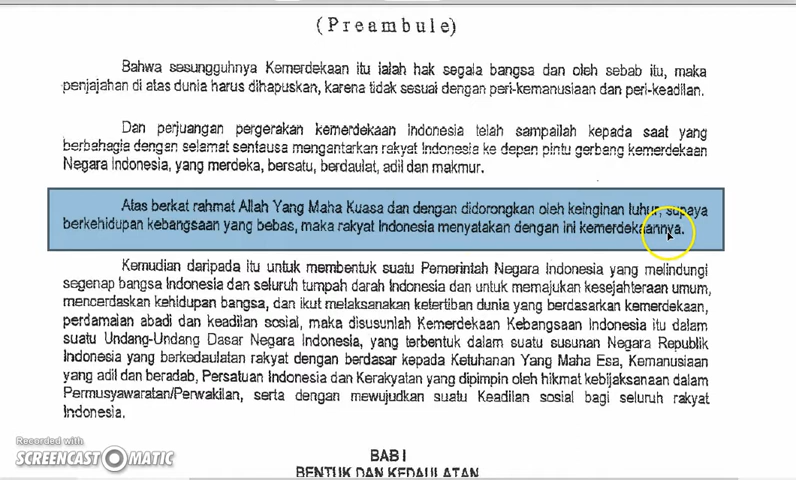 (Preambule)
Bahwa sesungguhnya Kemerdekaan itu ialah hak segala bangsa dan oleh sebab itu, maka
penjajahan di atas dunia harus dihapuskan, karena tidak sesuai dengan peri-kemanusiaan dan peri-keadilan.
Dan perjuangan pergerakan kemerdekaan Indonesia telah sampailah kepada saat yang
berbahagia dengan selamat sentausa mengantarkan rakyat Indonesia ke depan pintu gerbang kemerdekaan
Negara Indonesia, yang merdeka, bersatu, berdaulat, adil dan makmur.
Atas berkat rahmat Allah Yang Maha Kuasa dan dengan didorongkan oleh keinginan luhur, supaya
berkehidupan kebangsaan yang bebas, maka rakyat Indonesia menyatakan dengan ini kemerdekaannya.
Kemudian daripada itu untuk membentuk suatu Pemerintah Negara Indonesia yang melindungi
segenap bangsa Indonesia dan seluruh tumpah darah Indonesia dan untuk memajukan kesejahteraan umum,
mencerdaskan kehidupan bangsa, dan ikut melaksanakan ketertiban dunia yang berdasarkan kemerdekaan,
perdamaian abadi dan keadilan sosial, maka disusunlah Kemerdekaan Kebangsaan Indonesia itu dalam
suatu Undang-Undang Dasar Negara Indonesia, yang terbentuk dalam suatu susunan Negara Republik
Indonesia yang berkedaulatan rakyat dengan berdasar kepada Ketuhanan Yang Maha Esa, Kemanusiaan
yang adil dan beradab, Persatuan Indonesia dan Kerakyatan yang dipimpin oleh hikmat kebijaksanaan dalam
Permusyawaratan/Perwakilan, serta dengan mewujudkan suatu Keadilan sosial bagi seluruh rakyat
Indonesia.
BAB I
BENTUK DAN KEDAULATAN
Recorded with
SCREENCAST-O-MATIC